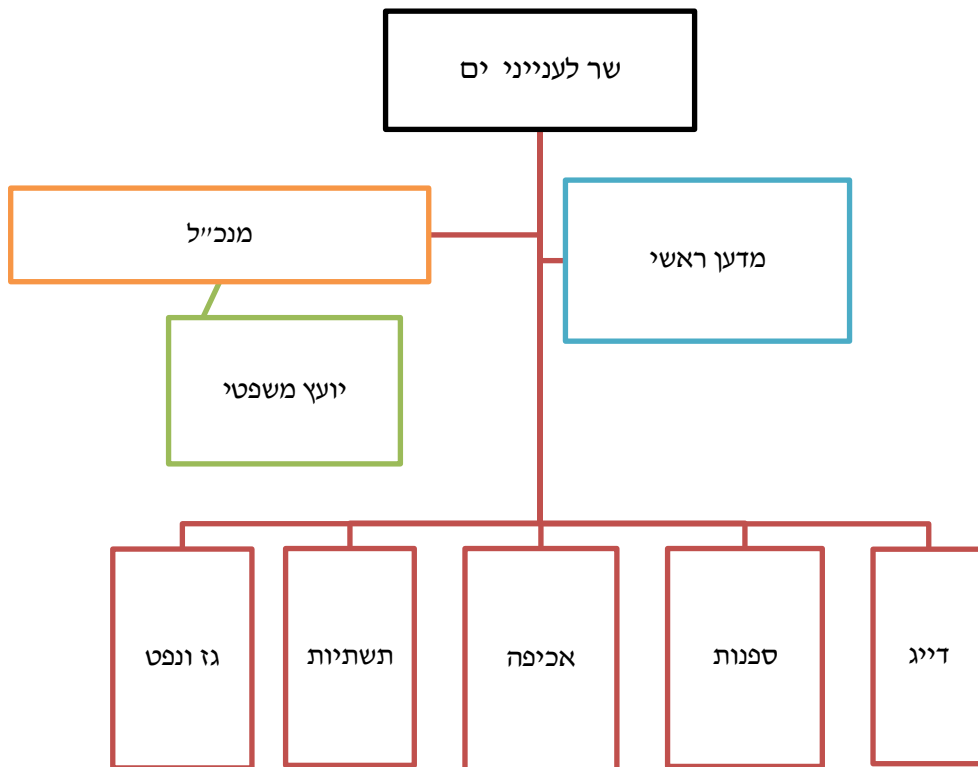 שר לענייני ים
מנכ״ל
מדען ראשי
יועץ משפטי
דייג
ספנות
אכיפה
תשתיות
גז ונפט